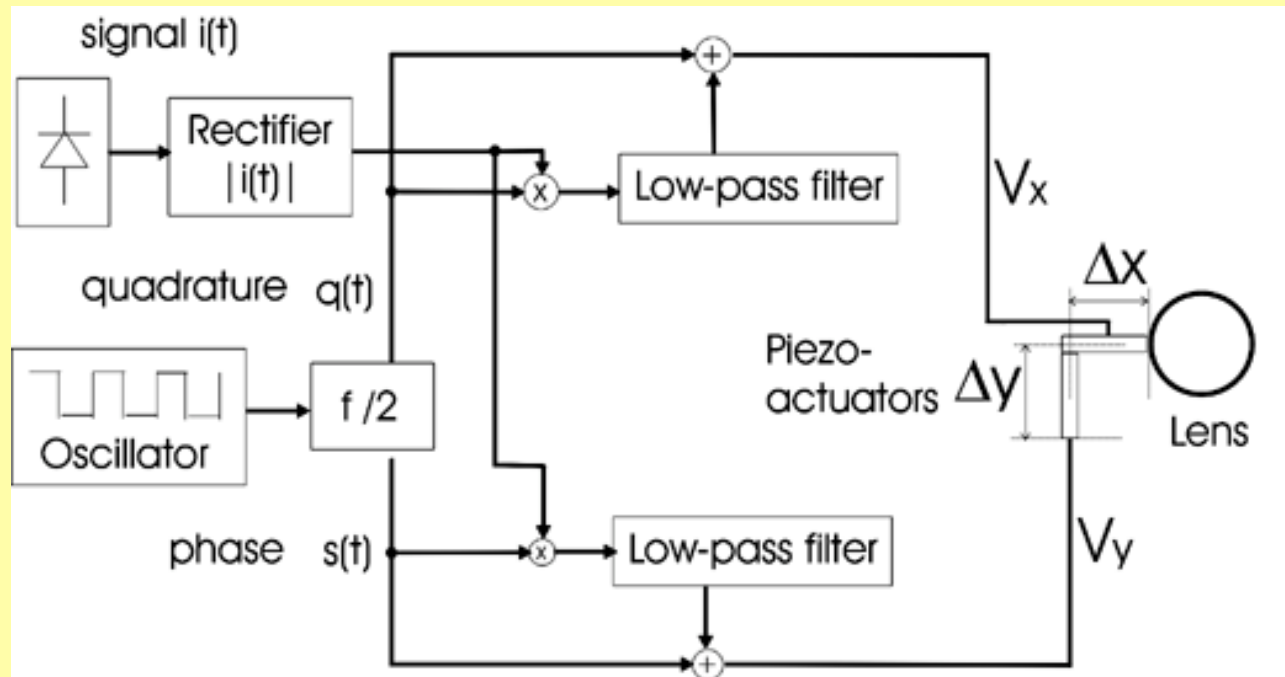 signal i(t)
Rectifier
| i(t) |
+
x
Low-pass filter
Vx
quadrature q(t)
Δx
Piezo-
actuators
Δy
f /2
Oscillator
Lens
phase s(t)
x
Low-pass filter
Vy
+